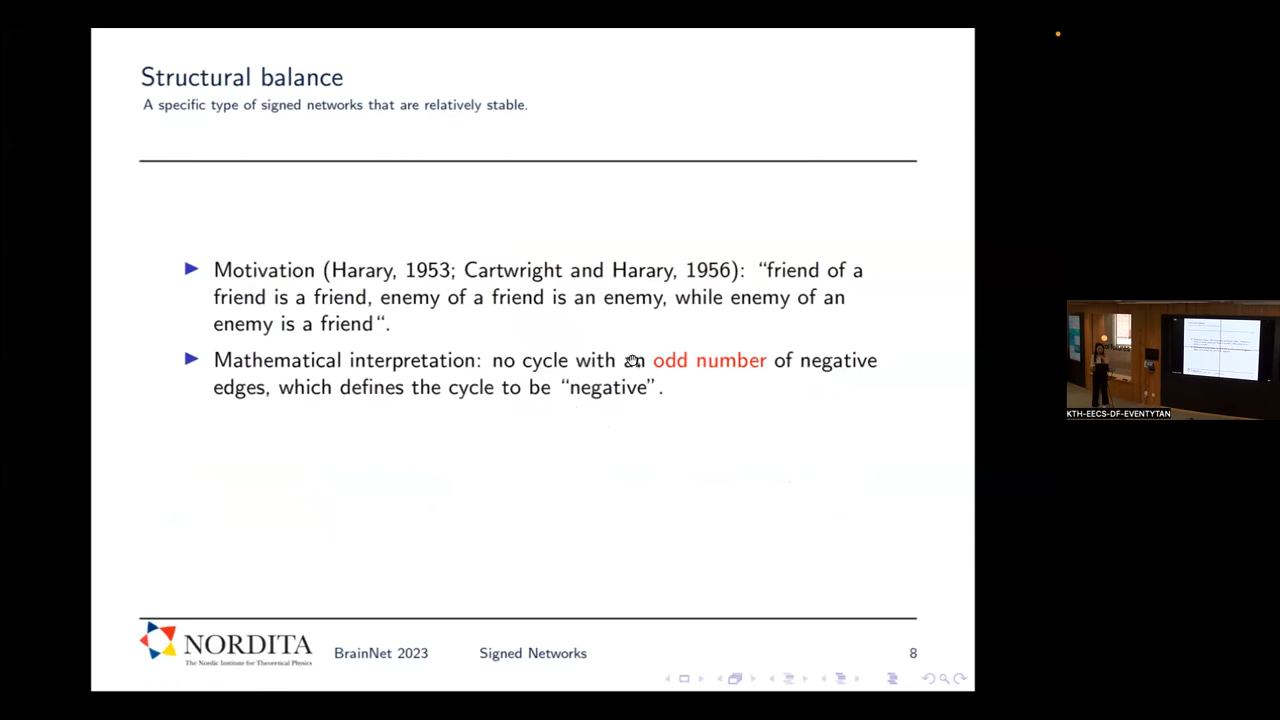 Structural balance
A specific type of signed networks that are relatively stable.
▶ Motivation (Harary, 1953; Cartwright and Harary, 1956): “friend of a
friend is a friend, enemy of a friend is an enemy, while enemy of an
enemy is a friend“.
▶ Mathematical interpretation: no cycle with an odd number of negative
edges, which defines the cycle to be “negative”.
NORDITA
The Nordic Institute for Theoretical Physics
BrainNet 2023 Signed Networks 8
KTH-EECS-DF-EVENTYTAN